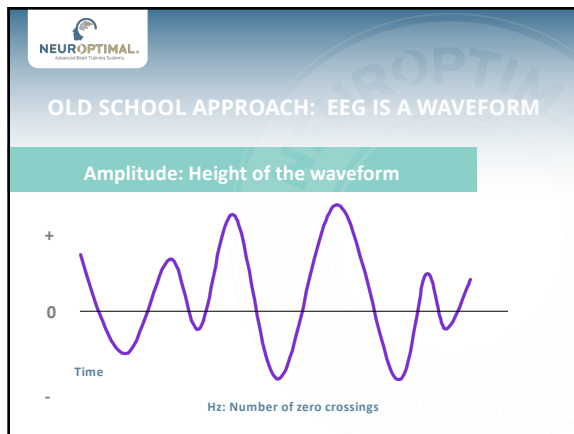 NEUROPTIMAL.
Advanced Brain Training Systems
NEUROPTIM
OLD SCHOOL APPROACH: EEG IS A WAVEFORM
Amplitude: Height of the waveform
+
0
Time
-
Hz: Number of zero crossings